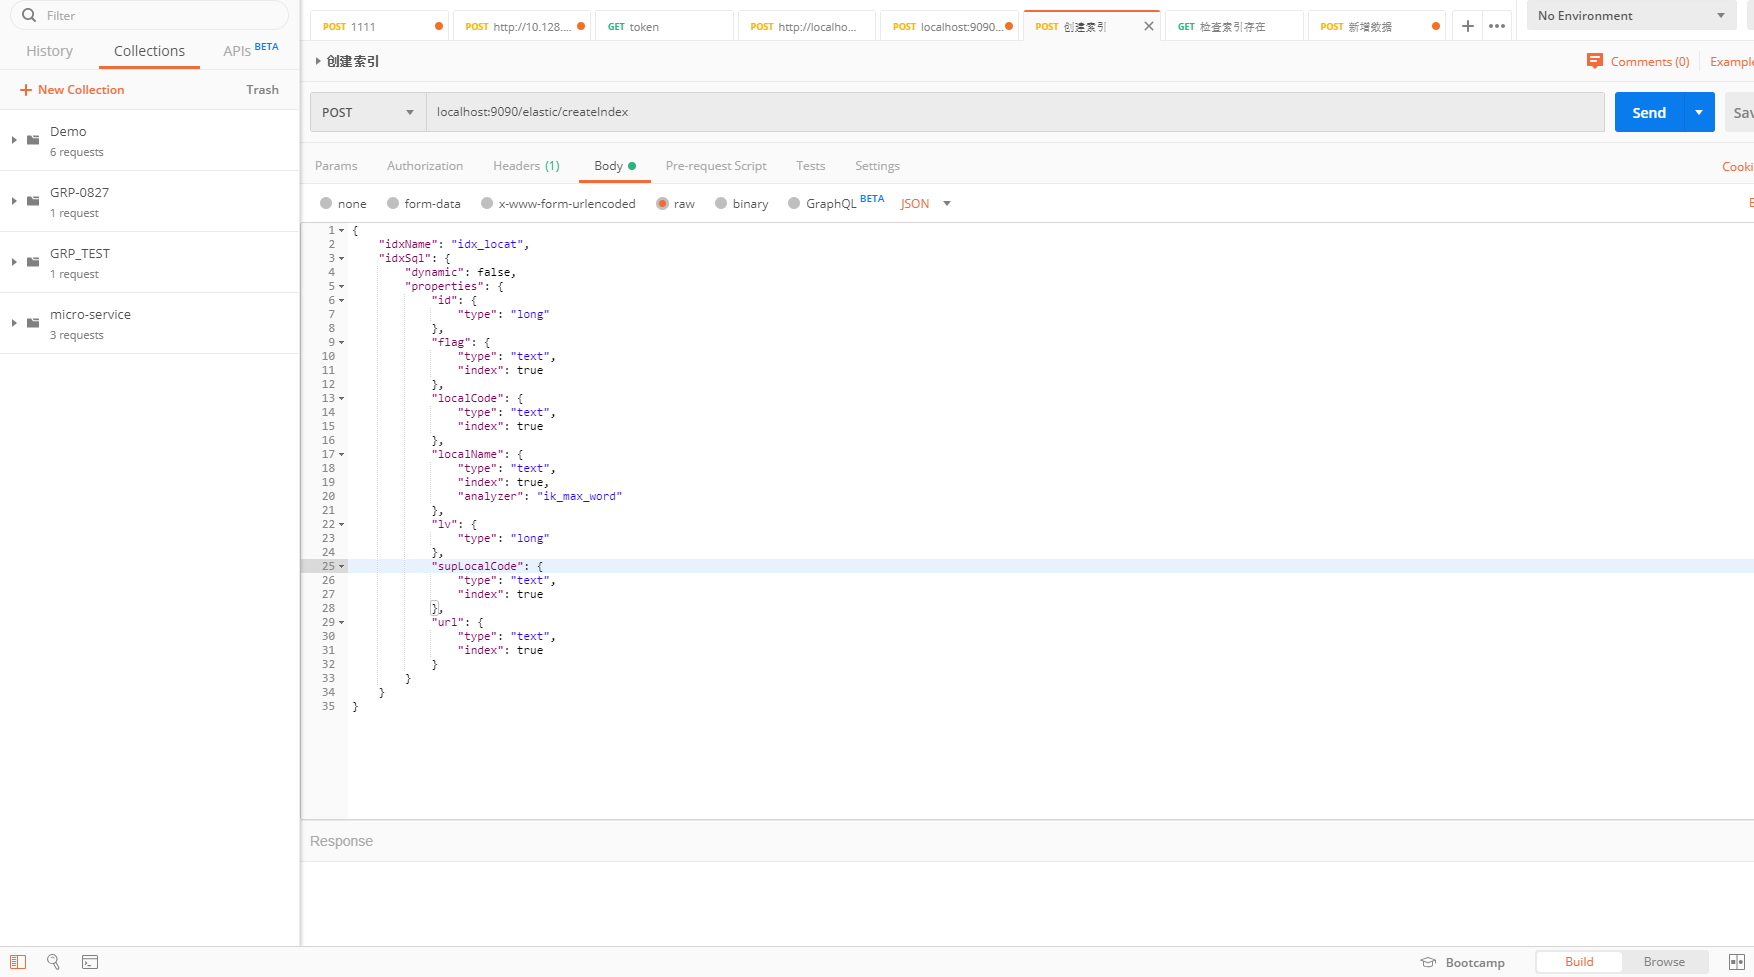 Filter
History
Collections
APIs BETA
New Collection
Trash
Demo
6 requests
GRP-0827
1 request
GRP_TEST
1 request
micro-service
3 requests
POST 1111
POST http://10.128....
GET token
POST http://localho...
POST localhost:9090...
POST 创建索引
GET 检查索引存在
POST 新增数据
No Environment
创建索引
Comments (0)
Example
POST
localhost:9090/elastic/createIndex
Send
Sav
Params
Authorization
Headers (1)
Body
Pre-request Script
Tests
Settings
Cooki
none
form-data
x-www-form-urlencoded
raw
binary
GraphQL BETA
JSON
1 {
2 "idxName": "idx_locat",
3 "idxSql": {
4 "dynamic": false,
5 "properties": {
6 "id": {
7 "type": "long"
8 },
9 "flag": {
10 "type": "text",
11 "index": true
12 },
13 "localCode": {
14 "type": "text",
15 "index": true
16 },
17 "localName": {
18 "type": "text",
19 "index": true,
20 "analyzer": "ik_max_word"
21 },
22 "lv": {
23 "type": "long"
24 },
25 "supLocalCode": {
26 "type": "text",
27 "index": true
28 },
29 "url": {
30 "type": "text",
31 "index": true
32 }
33 }
34 }
35 }
Response
Bootcamp
Build
Browse